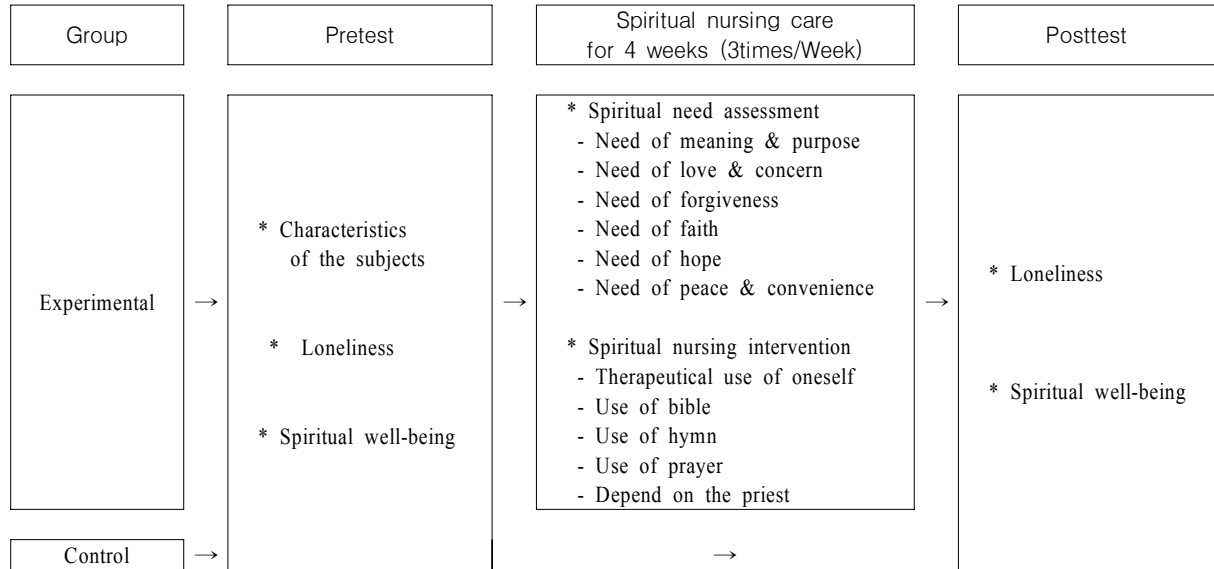 Group
Pretest
Spiritual nursing care
for 4 weeks (3times/Week)
Posttest
Experimental
→
* Characteristics
of the subjects
* Loneliness
* Spiritual well-being
→
* Spiritual need assessment
- Need of meaning & purpose
- Need of love & concern
- Need of forgiveness
- Need of faith
- Need of hope
- Need of peace & convenience
* Spiritual nursing intervention
- Therapeutical use of oneself
- Use of bible
- Use of hymn
- Use of prayer
- Depend on the priest
→
* Loneliness
* Spiritual well-being
Control
→
→